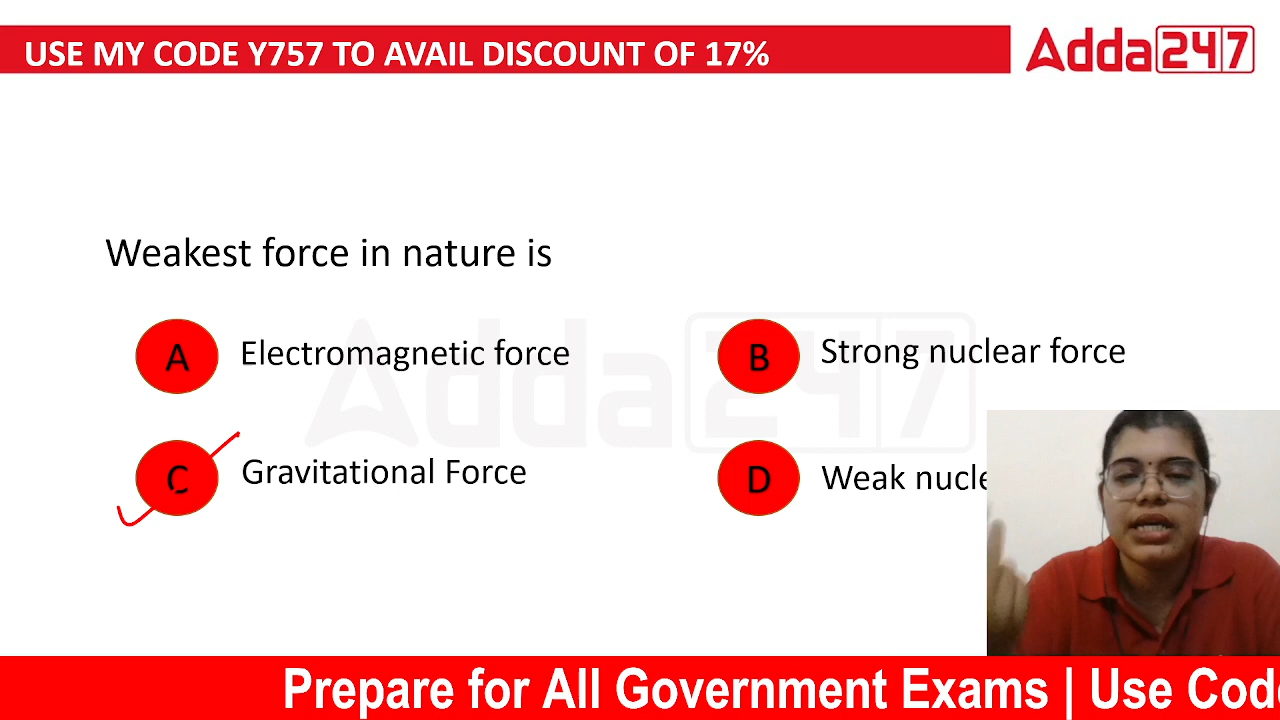 USE MY CODE Y757 TO AVAIL DISCOUNT OF 17%
Adda247
Weakest force in nature is
A Electromagnetic force
B Strong nuclear force
C Gravitational Force
D Weak nucle
Adda247
Prepare for All Government Exams | Use Code